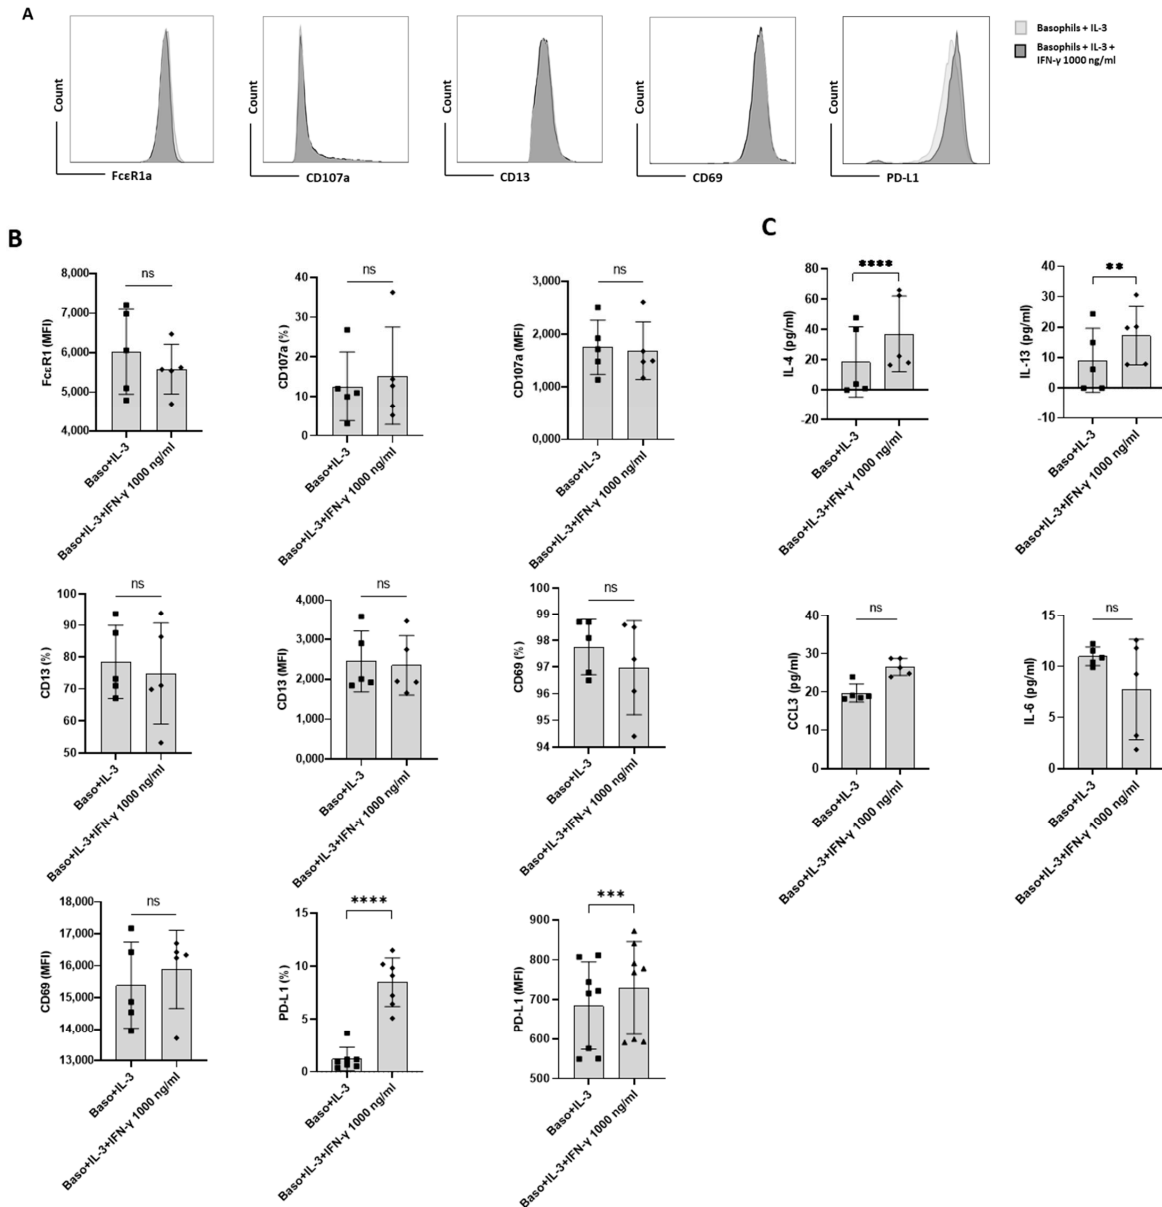 A
Count
FcεR1a
Count
CD107a
Count
CD13
Count
CD69
Count
PD-L1
Basophils + IL-3
Basophils + IL-3 +
IFN-γ 1000 ng/ml
B
FcεR1 (MFI)
8,000
7,000
6,000
5,000
4,000
ns
Baso+IL-3
Baso+IL-3+IFN-γ 1000 ng/ml
CD107a (%)
40
30
20
10
0
ns
Baso+IL-3
Baso+IL-3+IFN-γ 1000 ng/ml
CD107a (MFI)
3,000
2,000
1,000
0,000
ns
Baso+IL-3
Baso+IL-3+IFN-γ 1000 ng/ml
CD13 (%)
100
90
80
70
60
50
ns
Baso+IL-3
Baso+IL-3+IFN-γ 1000 ng/ml
CD13 (MFI)
4,000
3,000
2,000
1,000
0,000
ns
Baso+IL-3
Baso+IL-3+IFN-γ 1000 ng/ml
CD69 (%)
100
99
98
97
96
95
94
ns
Baso+IL-3
Baso+IL-3+IFN-γ 1000 ng/ml
CD69 (MFI)
18,000
17,000
16,000
15,000
14,000
13,000
ns
Baso+IL-3
Baso+IL-3+IFN-γ 1000 ng/ml
PD-L1 (%)
15
10
5
0
****
Baso+IL-3
Baso+IL-3+IFN-γ 1000 ng/ml
PD-L1 (MFI)
900
800
700
600
500
***
Baso+IL-3
Baso+IL-3+IFN-γ 1000 ng/ml
C
IL-4 (pg/ml)
80
60
40
20
0
-20
****
Baso+IL-3
Baso+IL-3+IFN-γ 1000 ng/ml
IL-13 (pg/ml)
40
30
20
10
0
-10
**
Baso+IL-3
Baso+IL-3+IFN-γ 1000 ng/ml
CCL3 (pg/ml)
40
30
20
10
0
ns
Baso+IL-3
Baso+IL-3+IFN-γ 1000 ng/ml
IL-6 (pg/ml)
15
10
5
0
ns
Baso+IL-3
Baso+IL-3+IFN-γ 1000 ng/ml